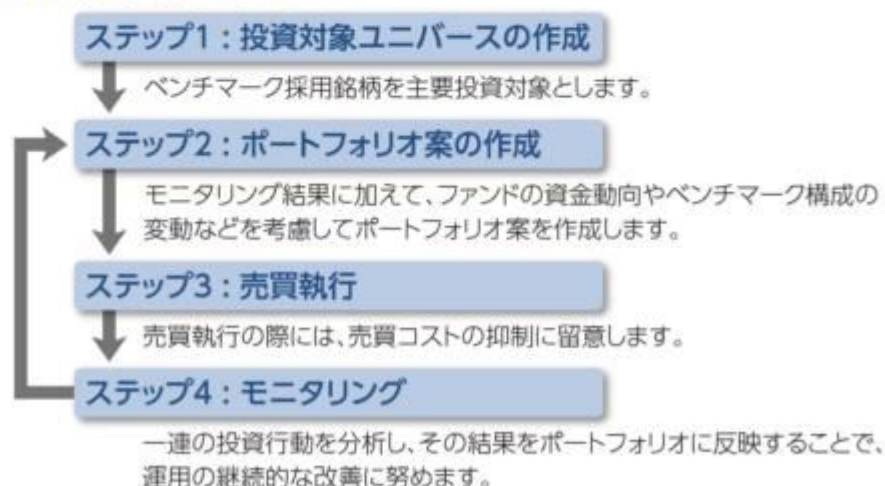 ステップ1：投資対象ユニバースの作成
ベンチマーク採用銘柄を主要投資対象とします。
ステップ2：ポートフォリオ案の作成
モニタリング結果に加えて、ファンドの資金動向やベンチマーク構成の
変動などを考慮してポートフォリオ案を作成します。
ステップ3：売買執行
売買執行の際には、売買コストの抑制に留意します。
ステップ4：モニタリング
一連の投資行動を分析し、その結果をポートフォリオに反映することで、
運用の継続的な改善に努めます。